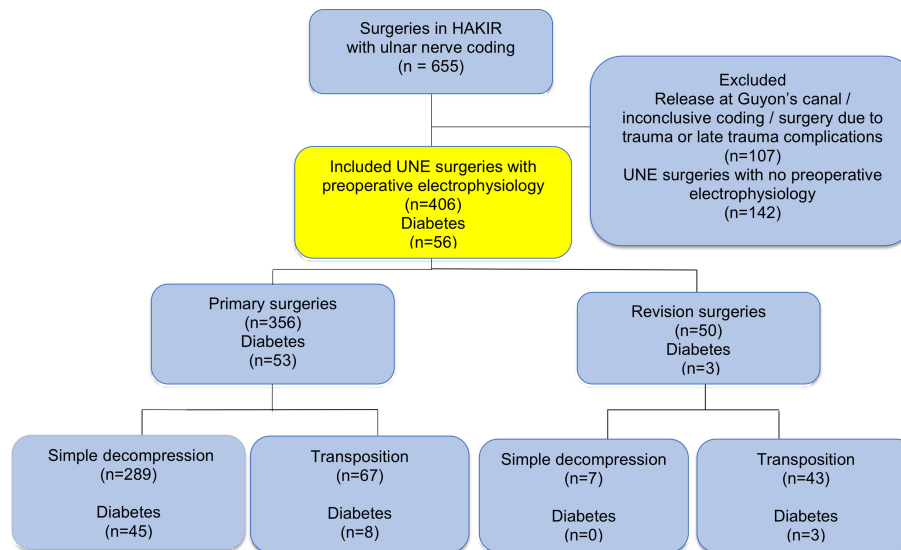 Surgeries in HAKIR
with ulnar nerve coding
(n = 655)
Excluded
Release at Guyon's canal /
inconclusive coding / surgery due to
trauma or late trauma complications
(n=107)
UNE surgeries with no preoperative
electrophysiology
(n=142)
Included UNE surgeries with
preoperative electrophysiology
(n=406)
Diabetes
(n=56)
Primary surgeries
(n=356)
Diabetes
(n=53)
Revision surgeries
(n=50)
Diabetes
(n=3)
Simple decompression
(n=289)
Diabetes
(n=45)
Transposition
(n=67)
Diabetes
(n=8)
Simple decompression
(n=7)
Diabetes
(n=0)
Transposition
(n=43)
Diabetes
(n=3)